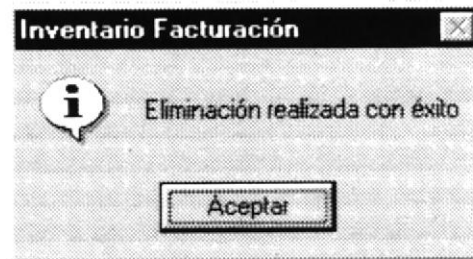 Inventario Facturación
Eliminación realizada con éxito
Aceptar